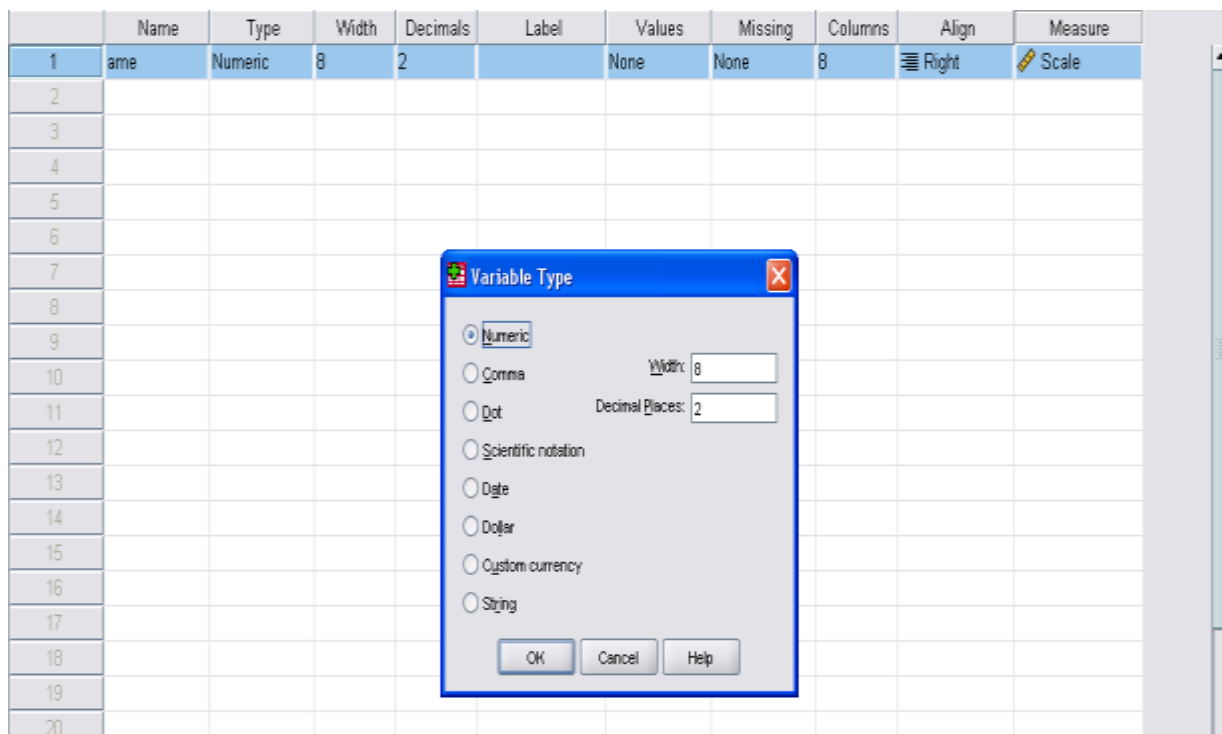 Name Type Width Decimals Label Values Missing Columns Align Measure
1 ame Numeric 8 2 None None 8 Right Scale
2
3
4
5
6
7
8
9
10
11
12
13
14
15
16
17
18
19
20
Variable Type
Numeric
Width: 8
Comma
Decimal Places: 2
Dot
Scientific notation
Date
Dollar
Custom currency
String
OK Cancel Help